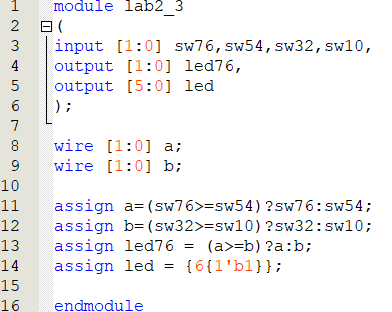 1 module lab2_3
2 (
3 input [1:0] sw76,sw54,sw32,sw10,
4 output [1:0] led76,
5 output [5:0] led
6 );
7
8 wire [1:0] a;
9 wire [1:0] b;
10
11 assign a=(sw76>=sw54)?sw76:sw54;
12 assign b=(sw32>=sw10)?sw32:sw10;
13 assign led76 = (a>=b)?a:b;
14 assign led = {6{1'b1}};
15
16 endmodule